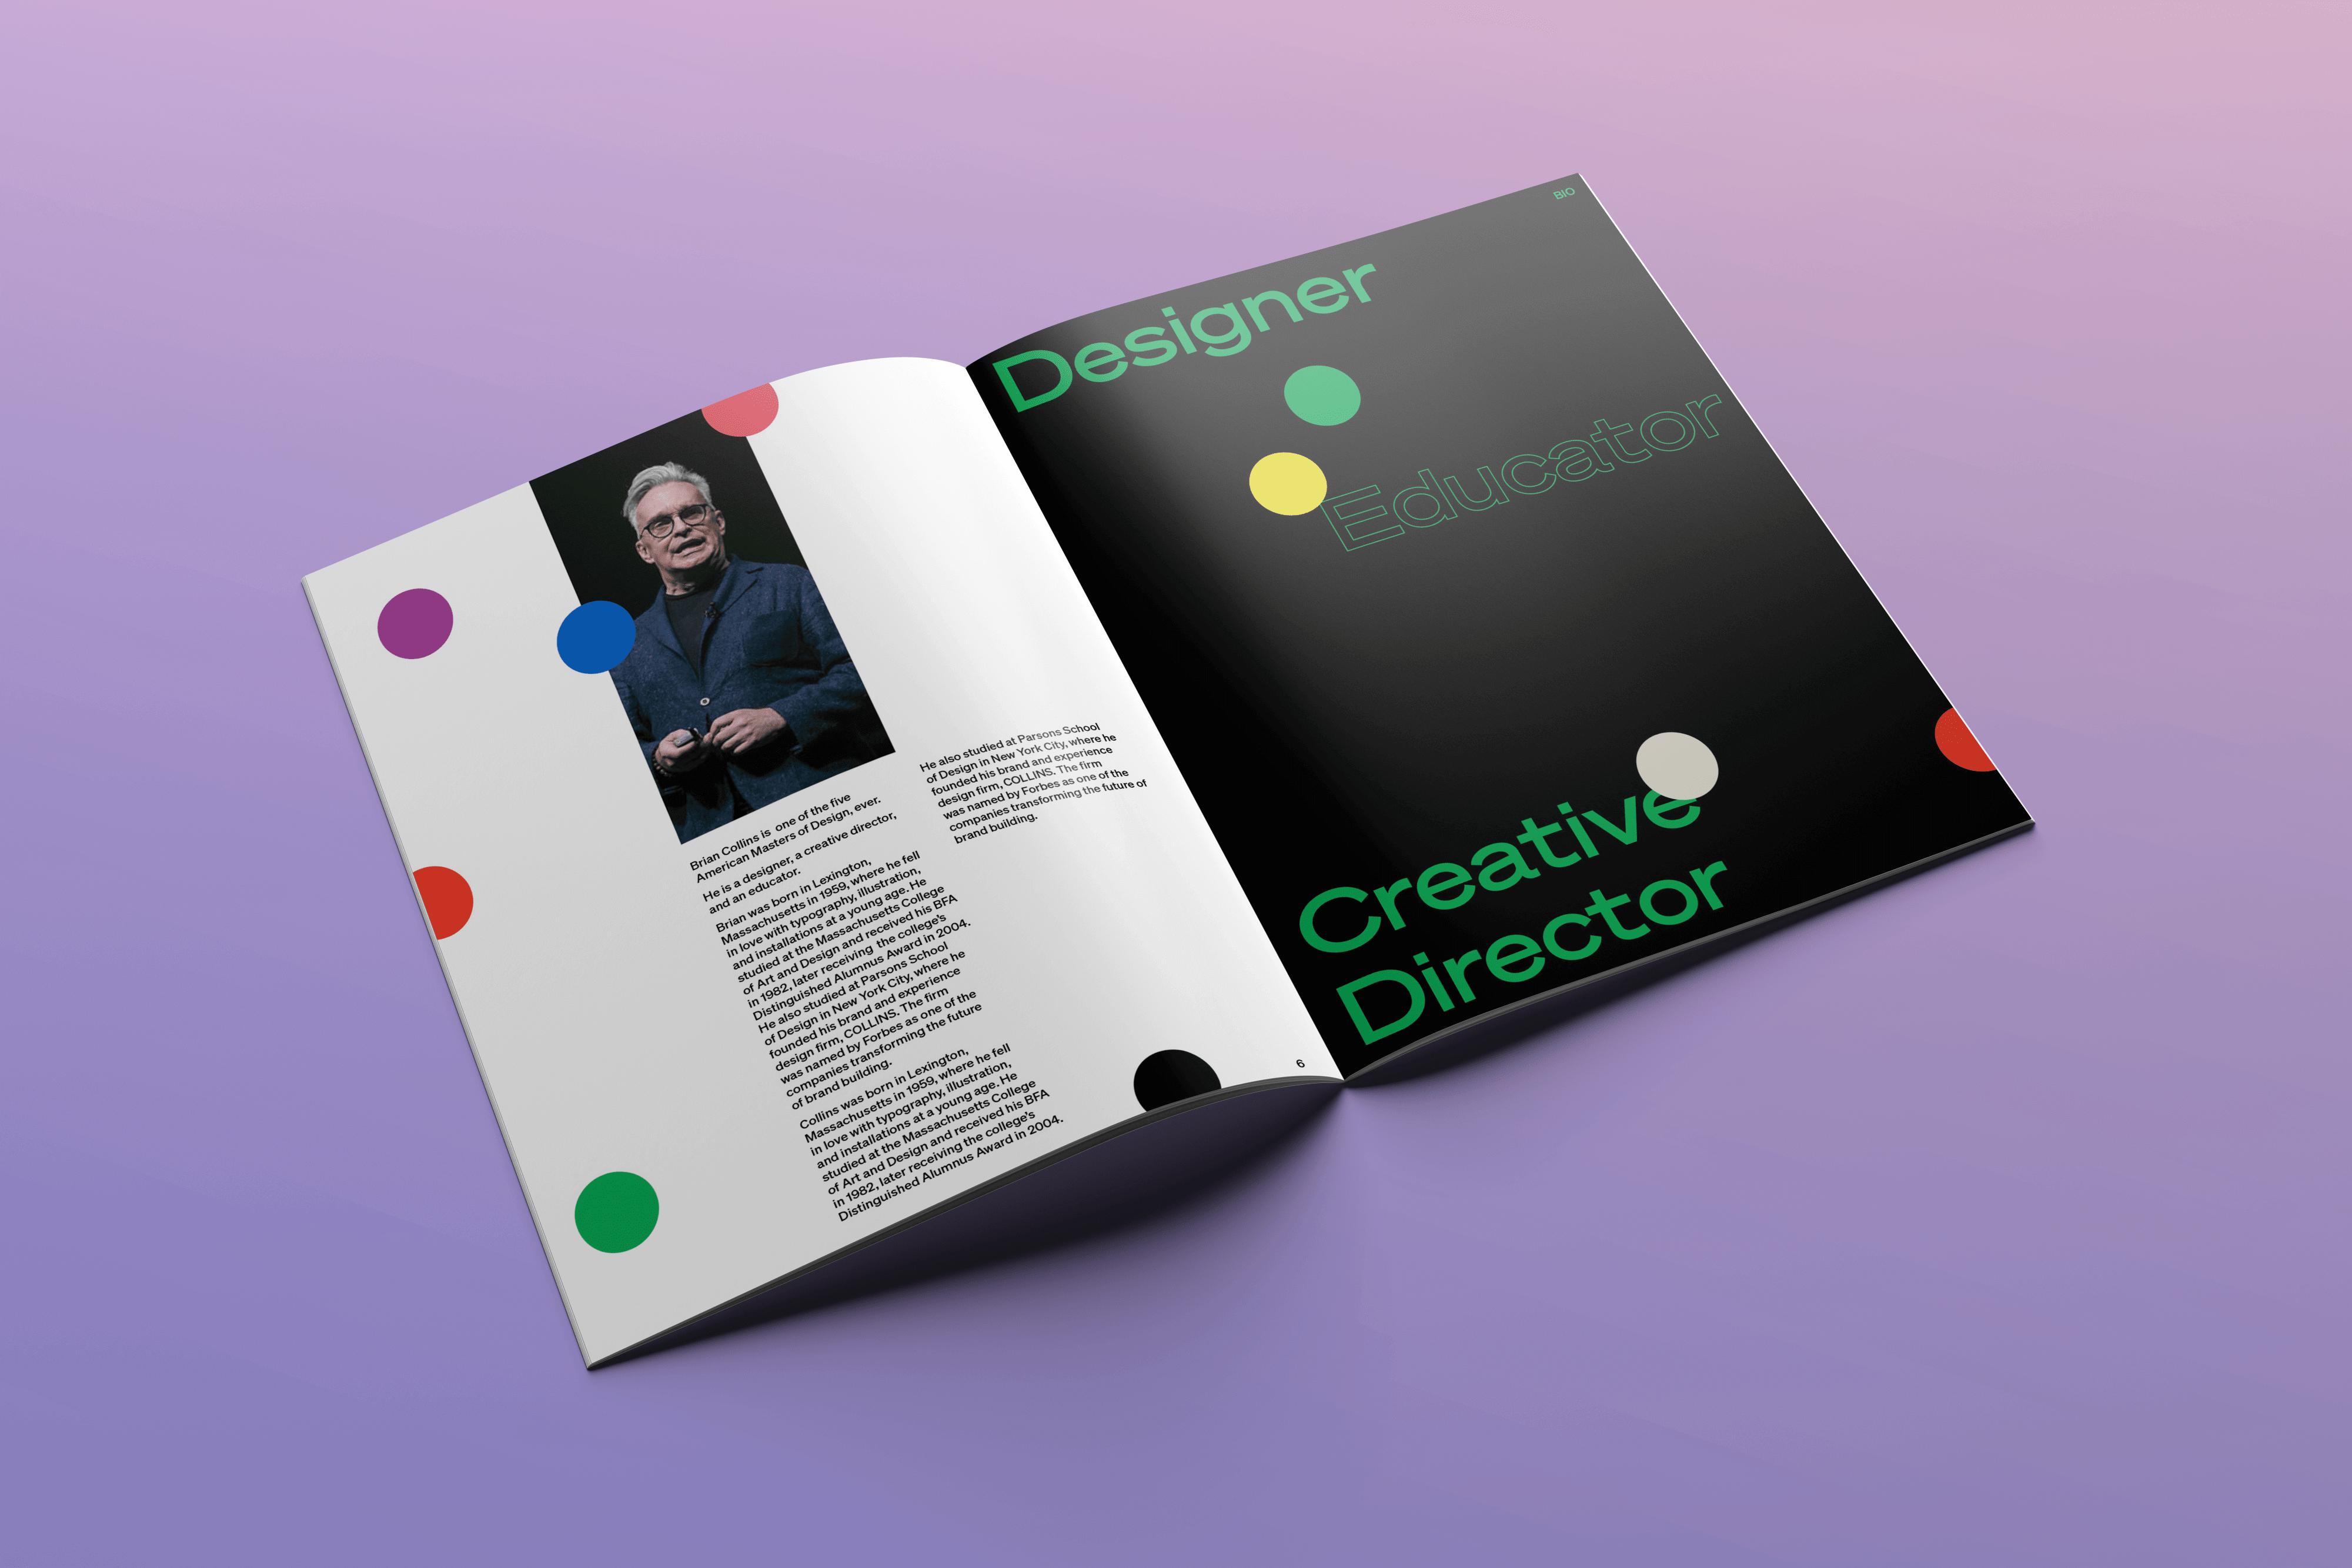 Brian Collins is one of the five
American Masters of Design, ever.
He is a designer, a creative director,
and an educator.
Brian was born in Lexington,
Massachusetts in 1959, where he fell
in love with typography, illustration,
and installations at a young age. He
studied at the Massachusetts College
of Art and Design and received his BFA
in 1982, later receiving the college's
Distinguished Alumnus Award in 2004.
He also studied at Parsons School
of Design in New York City, where he
founded his brand and experience
design firm, COLLINS. The firm
was named by Forbes as one of the
companies transforming the future
of brand building.
Collins was born in Lexington,
Massachusetts in 1959, where he fell
in love with typography, illustration,
and installations at a young age. He
studied at the Massachusetts College
of Art and Design and received his BFA
in 1982, later receiving the college's
Distinguished Alumnus Award in 2004.
He also studied at Parsons School
of Design in New York City, where he
founded his brand and experience
design firm, COLLINS. The firm
was named by Forbes as one of the
companies transforming the future of
brand building.
6
BIO
Designer
Educator
Creative
Director